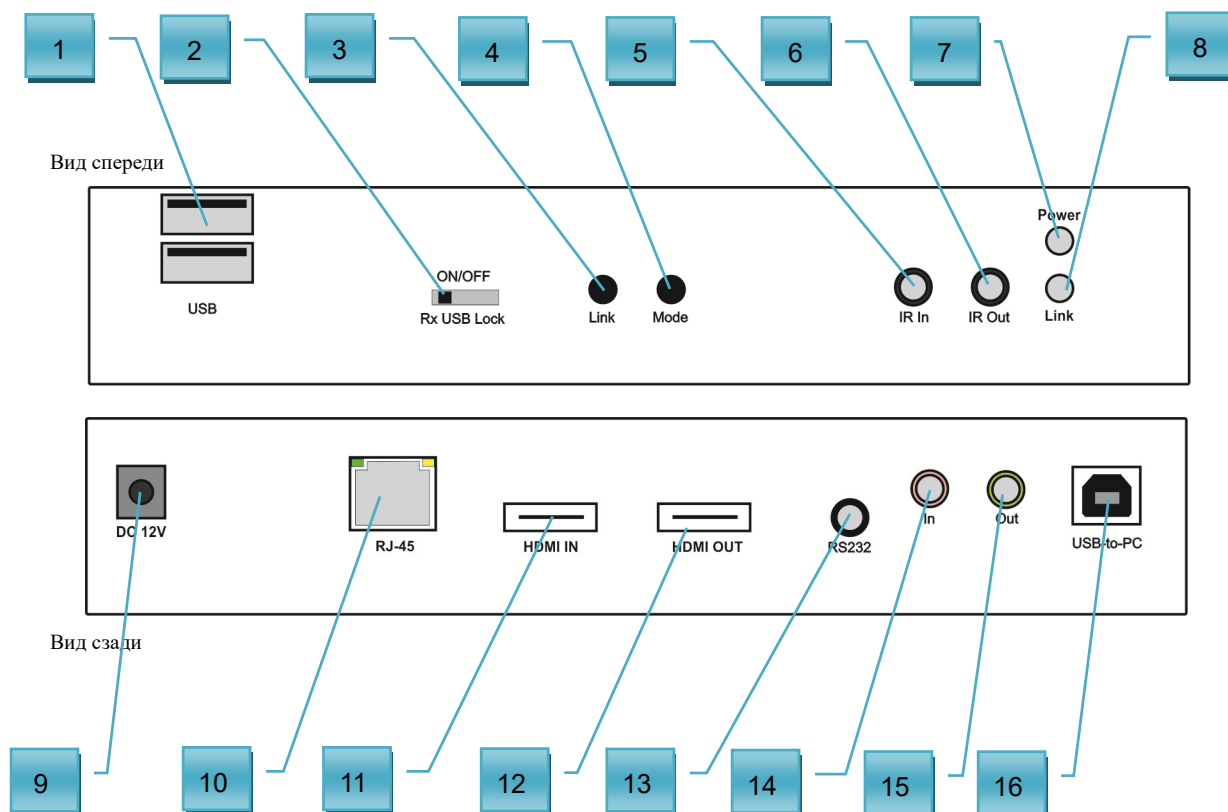 1 2 3 4 5 6 7 8
Вид спереди
Power
ON/OFF
USB
Rx USB Lock
Link
Mode
IR In
IR Out
Link
DC 12V
RJ-45
HDMI IN
HDMI OUT
RS232
In
Out
USB-to-PC
Вид сзади
9 10 11 12 13 14 15 16